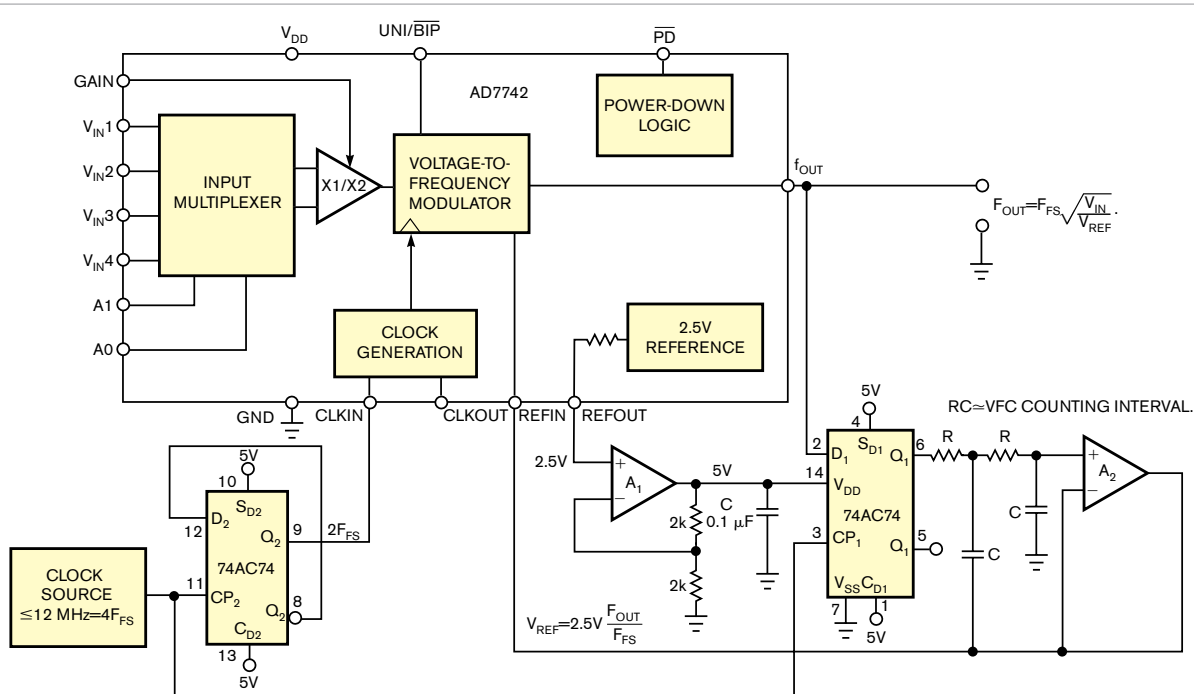 V_DD
UNI/B̅I̅P̅
P̅D̅
GAIN
AD7742
POWER-DOWN
LOGIC
V_IN1
V_IN2
V_IN3
V_IN4
INPUT
MULTIPLEXER
X1/X2
VOLTAGE-TO-
FREQUENCY
MODULATOR
f_OUT
F_OUT=F_FS√(V_IN/V_REF).
A1
A0
CLOCK
GENERATION
2.5V
REFERENCE
GND
CLKIN
CLKOUT
REFIN
REFOUT
5V
RC≃VFC COUNTING INTERVAL.
5V
10
S_D2
D_2
12
Q_2
9
2F_FS
74AC74
11
CP_2
Q_2
8
C_D2
13
5V
CLOCK
SOURCE
≤12 MHz=4F_FS
2.5V
+
−
A_1
5V
2k
2k
C
0.1 µF
4
2
D_1
S_D1
Q_1
6
14
V_DD
74AC74
3
CP_1
Q_1
5
V_SS
C_D1
7
1
5V
R
R
C
C
+
−
A_2
V_REF=2.5V F_OUT/F_FS